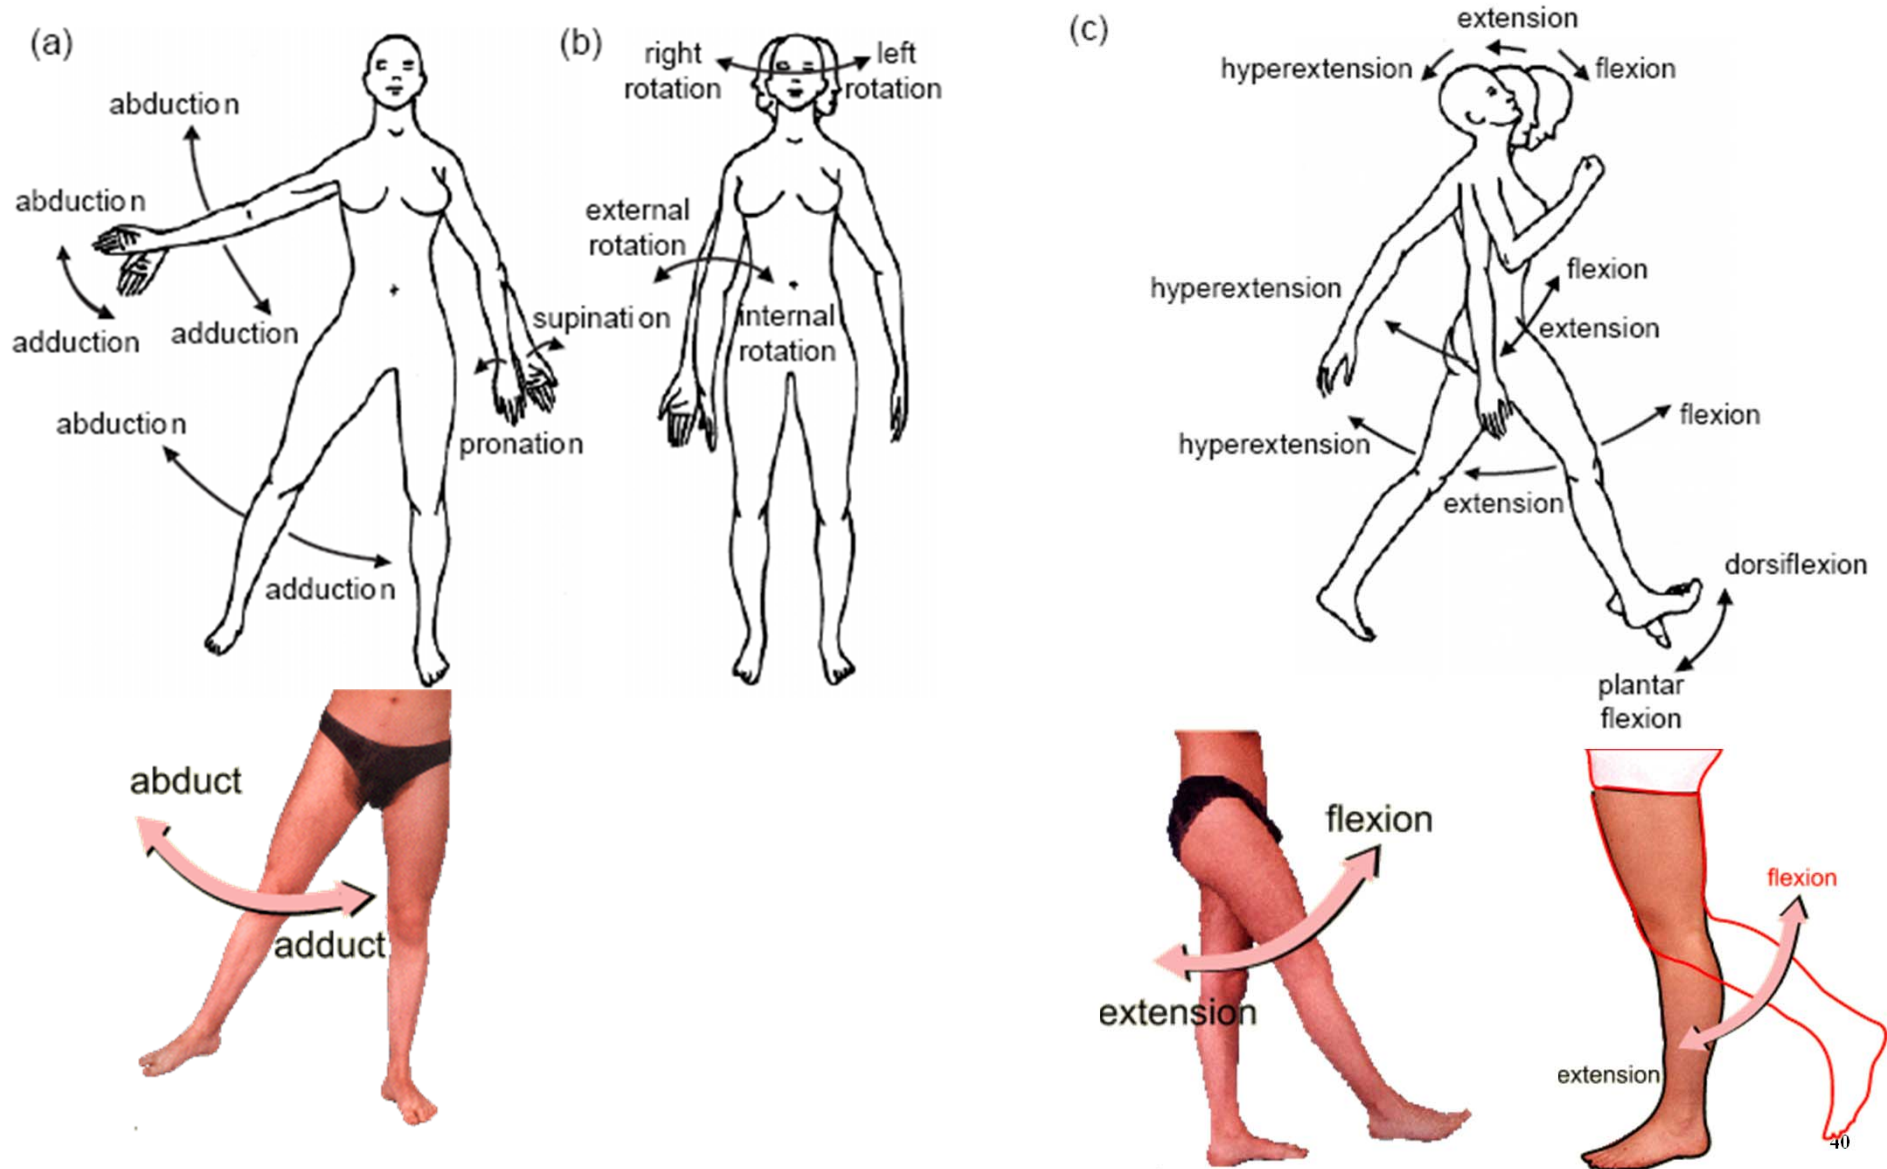 (a)
abduction
abduction
adduction
adduction
supination
pronation
abduction
adduction
(b)
right
rotation
left
rotation
external
rotation
internal
rotation
(c)
extension
hyperextension
flexion
flexion
hyperextension
extension
flexion
hyperextension
extension
dorsiflexion
plantar
flexion
abduct
adduct
flexion
extension
flexion
extension
40